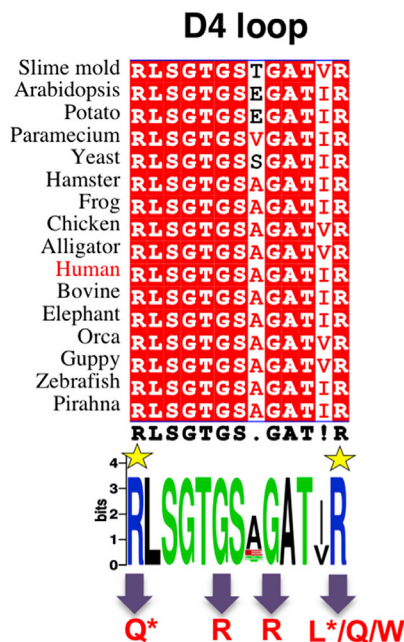 D4 loop
Slime mold RLSGTGSTGATVR
Arabidopsis RLSGTGSEGATIR
Potato RLSGTGSEGATIR
Paramecium RLSGTGSVGATIR
Yeast RLSGTGSSGATIR
Hamster RLSGTGSAGATIR
Frog RLSGTGSAGATIR
Chicken RLSGTGSAGATVR
Alligator RLSGTGSAGATVR
Human RLSGTGSAGATIR
Bovine RLSGTGSAGATIR
Elephant RLSGTGSAGATIR
Orca RLSGTGSAGATVR
Guppy RLSGTGSAGATVR
Zebrafish RLSGTGSAGATIR
Pirahna RLSGTGSAGATIR
RLSGTGS.GAT!R
4
3
2
1
0
bits
RLSGTGSAGATIR
V
Q* R R L*/Q/W